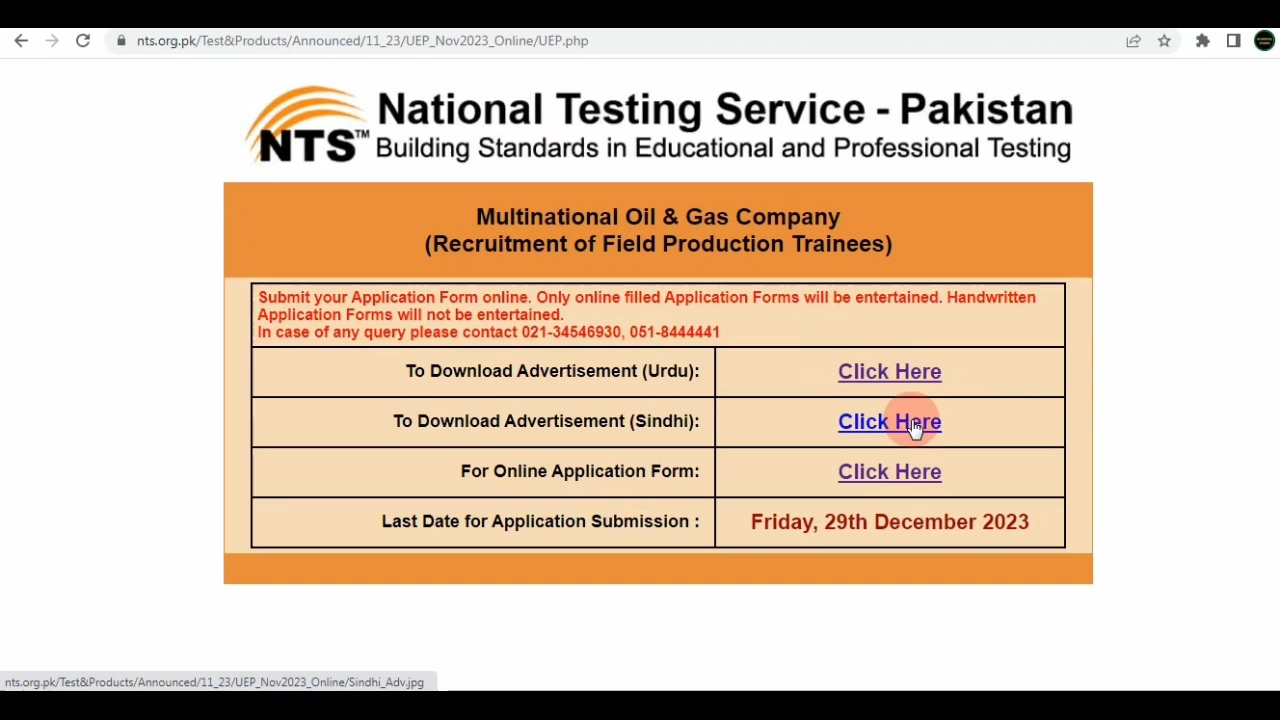 nts.org.pk/Test&Products/Announced/11_23/UEP_Nov2023_Online/UEP.php
NTS™
National Testing Service - Pakistan
Building Standards in Educational and Professional Testing
Multinational Oil & Gas Company
(Recruitment of Field Production Trainees)
Submit your Application Form online. Only online filled Application Forms will be entertained. Handwritten
Application Forms will not be entertained.
In case of any query please contact 021-34546930, 051-8444441
To Download Advertisement (Urdu): Click Here
To Download Advertisement (Sindhi): Click Here
For Online Application Form: Click Here
Last Date for Application Submission : Friday, 29th December 2023
nts.org.pk/Test&Products/Announced/11_23/UEP_Nov2023_Online/Sindhi_Adv.jpg